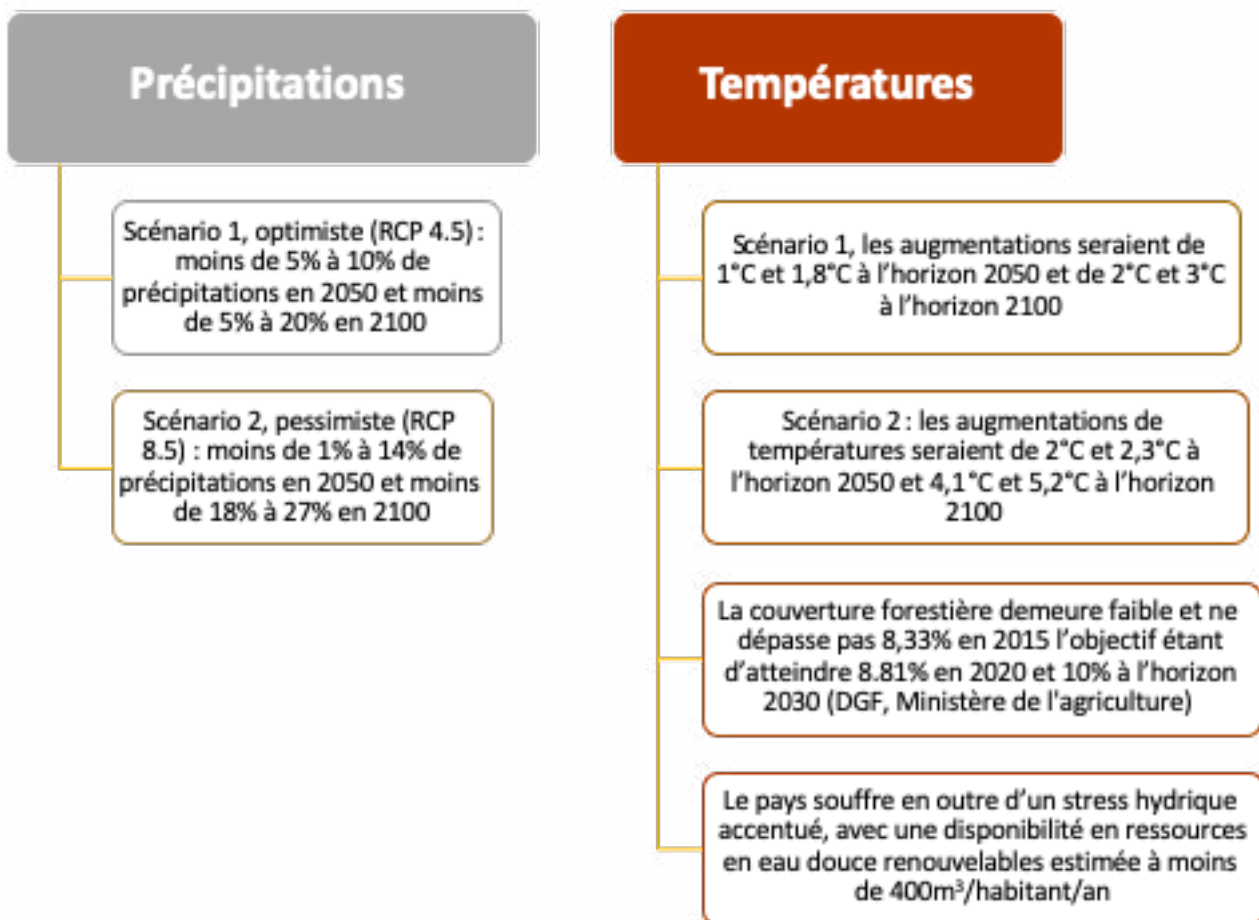 Précipitations
Scénario 1, optimiste (RCP 4.5) :
moins de 5% à 10% de
précipitations en 2050 et moins
de 5% à 20% en 2100
Scénario 2, pessimiste (RCP
8.5) : moins de 1% à 14% de
précipitations en 2050 et moins
de 18% à 27% en 2100
Températures
Scénario 1, les augmentations seraient de
1°C et 1,8°C à l’horizon 2050 et de 2°C et 3°C
à l’horizon 2100
Scénario 2 : les augmentations de
températures seraient de 2°C et 2,3°C à
l’horizon 2050 et 4,1°C et 5,2°C à l’horizon
2100
La couverture forestière demeure faible et ne
dépasse pas 8,33% en 2015 l’objectif étant
d’atteindre 8.81% en 2020 et 10% à l’horizon
2030 (DGF, Ministère de l'agriculture)
Le pays souffre en outre d’un stress hydrique
accentué, avec une disponibilité en ressources
en eau douce renouvelables estimée à moins
de 400m³/habitant/an